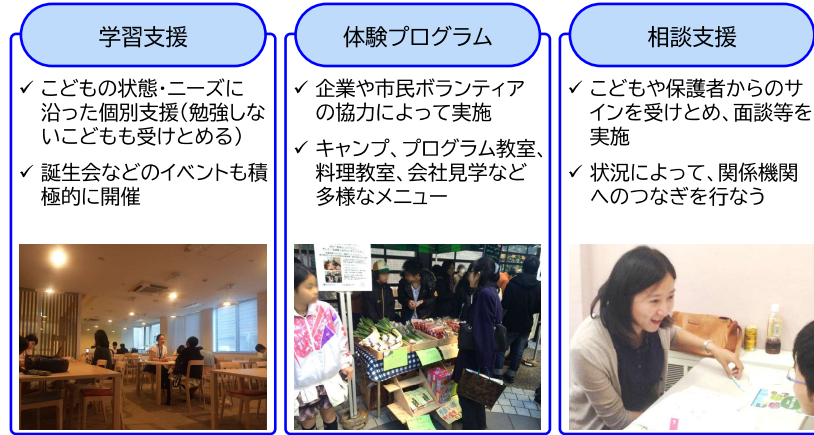 学習支援
✓ こどもの状態・ニーズに
沿った個別支援（勉強しな
いこどもも受けとめる）
✓ 誕生会などのイベントも積
極的に開催
体験プログラム
✓ 企業や市民ボランティア
の協力によって実施
✓ キャンプ、プログラム教室、
料理教室、会社見学など
多様なメニュー
相談支援
✓ こどもや保護者からのサ
インを受けとめ、面談等を
実施
✓ 状況によって、関係機関
へのつなぎを行なう